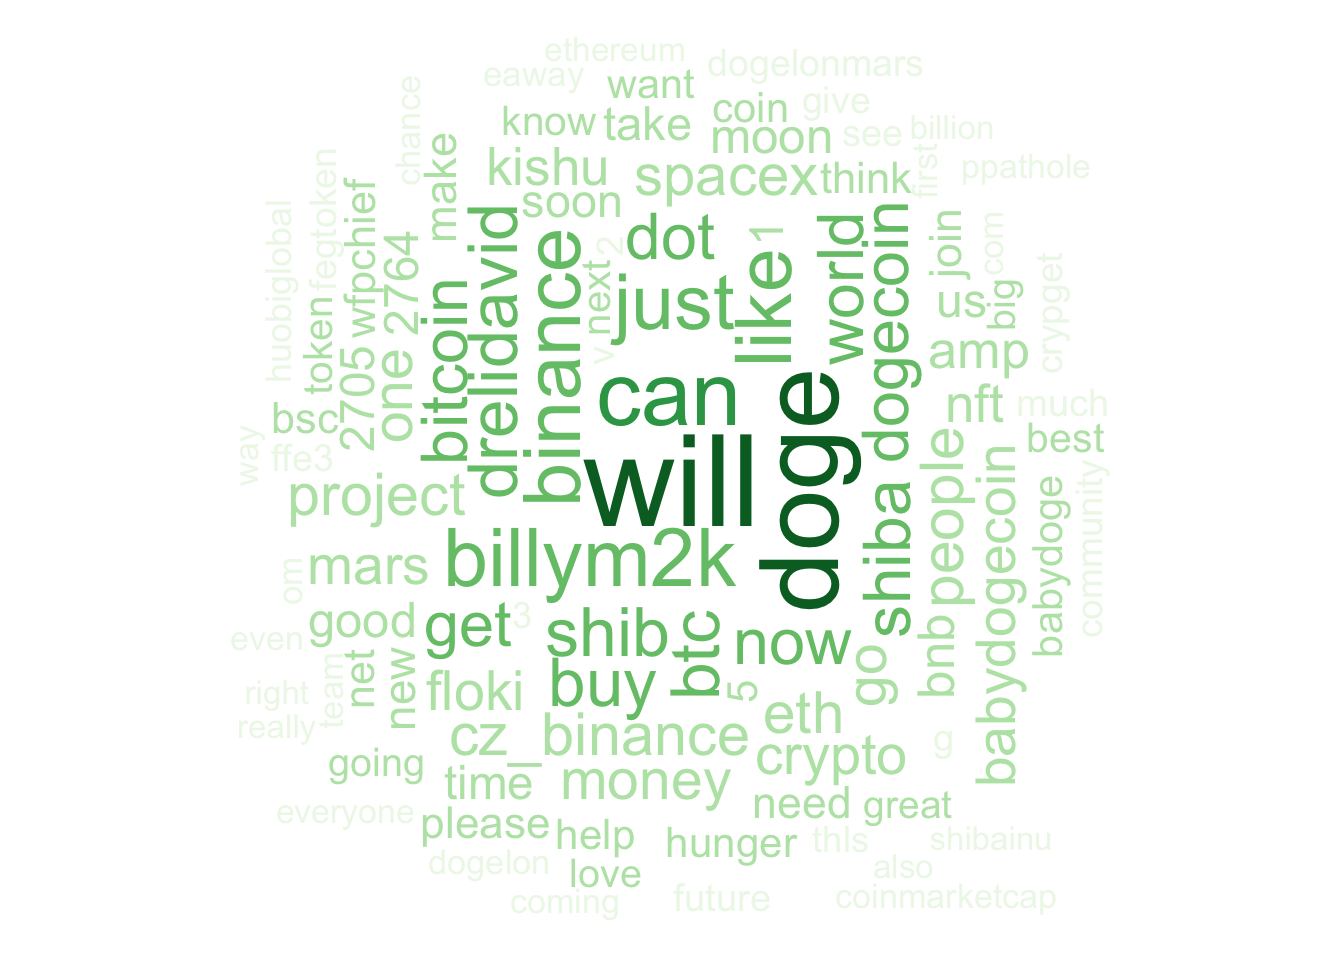 ethereum
eaway
dogelonmars
want
chance
coin
give
know
take
moon
see
billion
make
kishu
spacex
think
first
ppathole
soon
huobiglobal
fegtoken
wfpchief
2764
drelidavid
binance
dot
2
1
world
dogecoin
join
com
token
one
bitcoin
next
just
like
us
big
crypget
2705
v
amp
bsc
can
doge
nft
much
way
ffe3
will
shiba
people
best
project
billym2k
babydogecoin
babydoge
community
om
mars
good
get
3
shib
btc
now
bnb
even
net
new
floki
buy
5
go
right
team
eth
really
cz_binance
crypto
g
going
time
money
everyone
please
help
need
great
hunger
thls
shibainu
dogelon
love
also
coming
future
coinmarketcap